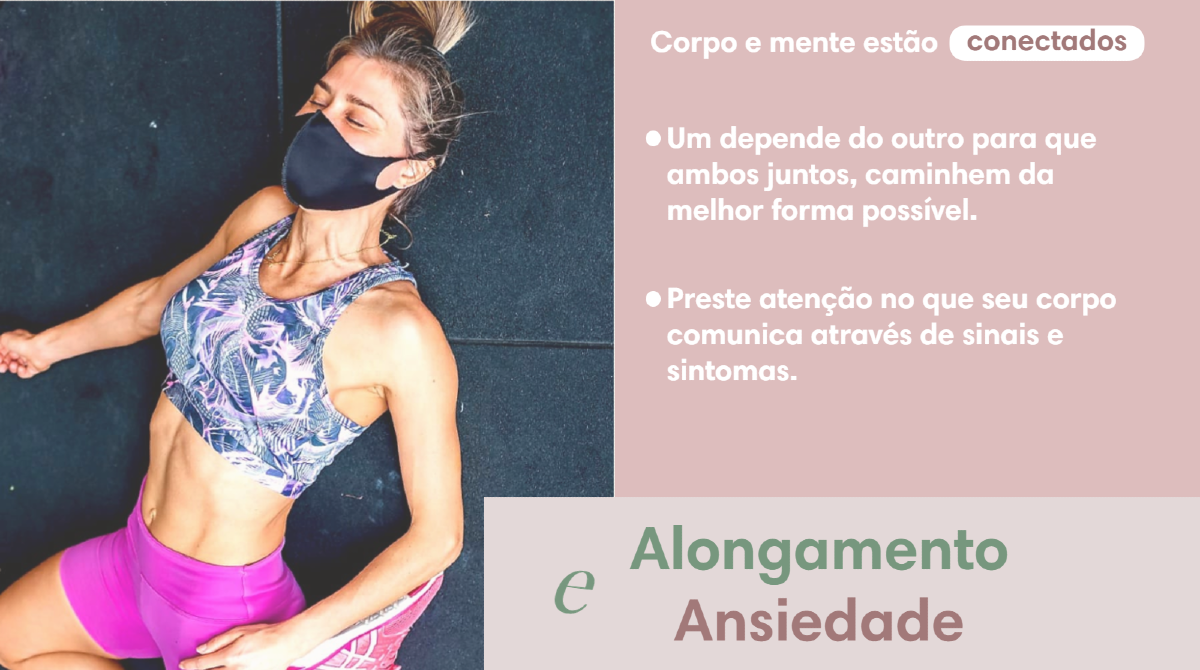 Corpo e mente estão conectados
Um depende do outro para que
ambos juntos, caminhem da
melhor forma possível.
Preste atenção no que seu corpo
comunica através de sinais e
sintomas.
Alongamento
e
Ansiedade